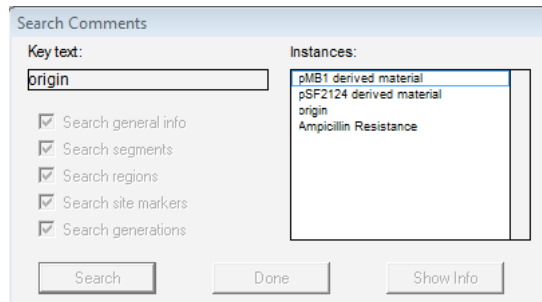 Search Comments
Key text:
origin
Search general info
Search segments
Search regions
Search site markers
Search generations
Instances:
pMB1 derived material
pSF2124 derived material
origin
Ampicillin Resistance
Search
Done
Show Info